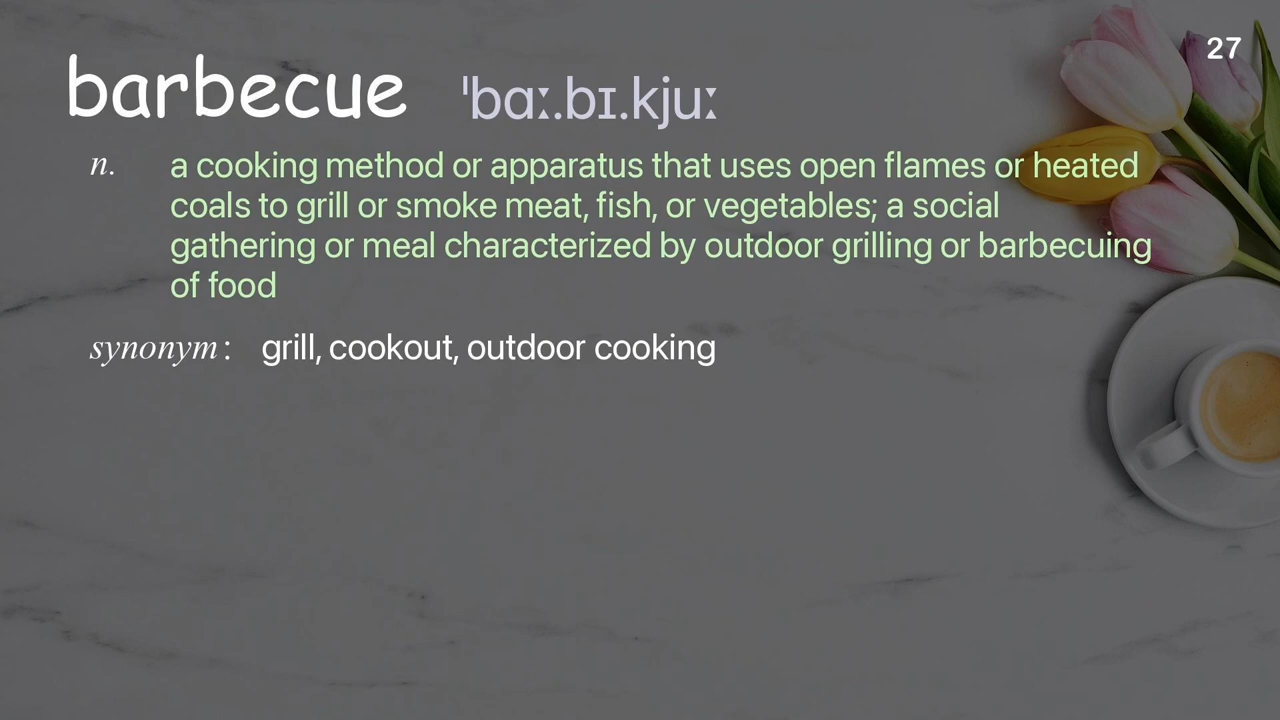 27
barbecue ˈbɑː.bɪ.kjuː
n. a cooking method or apparatus that uses open flames or heated
coals to grill or smoke meat, fish, or vegetables; a social
gathering or meal characterized by outdoor grilling or barbecuing
of food
synonym: grill, cookout, outdoor cooking